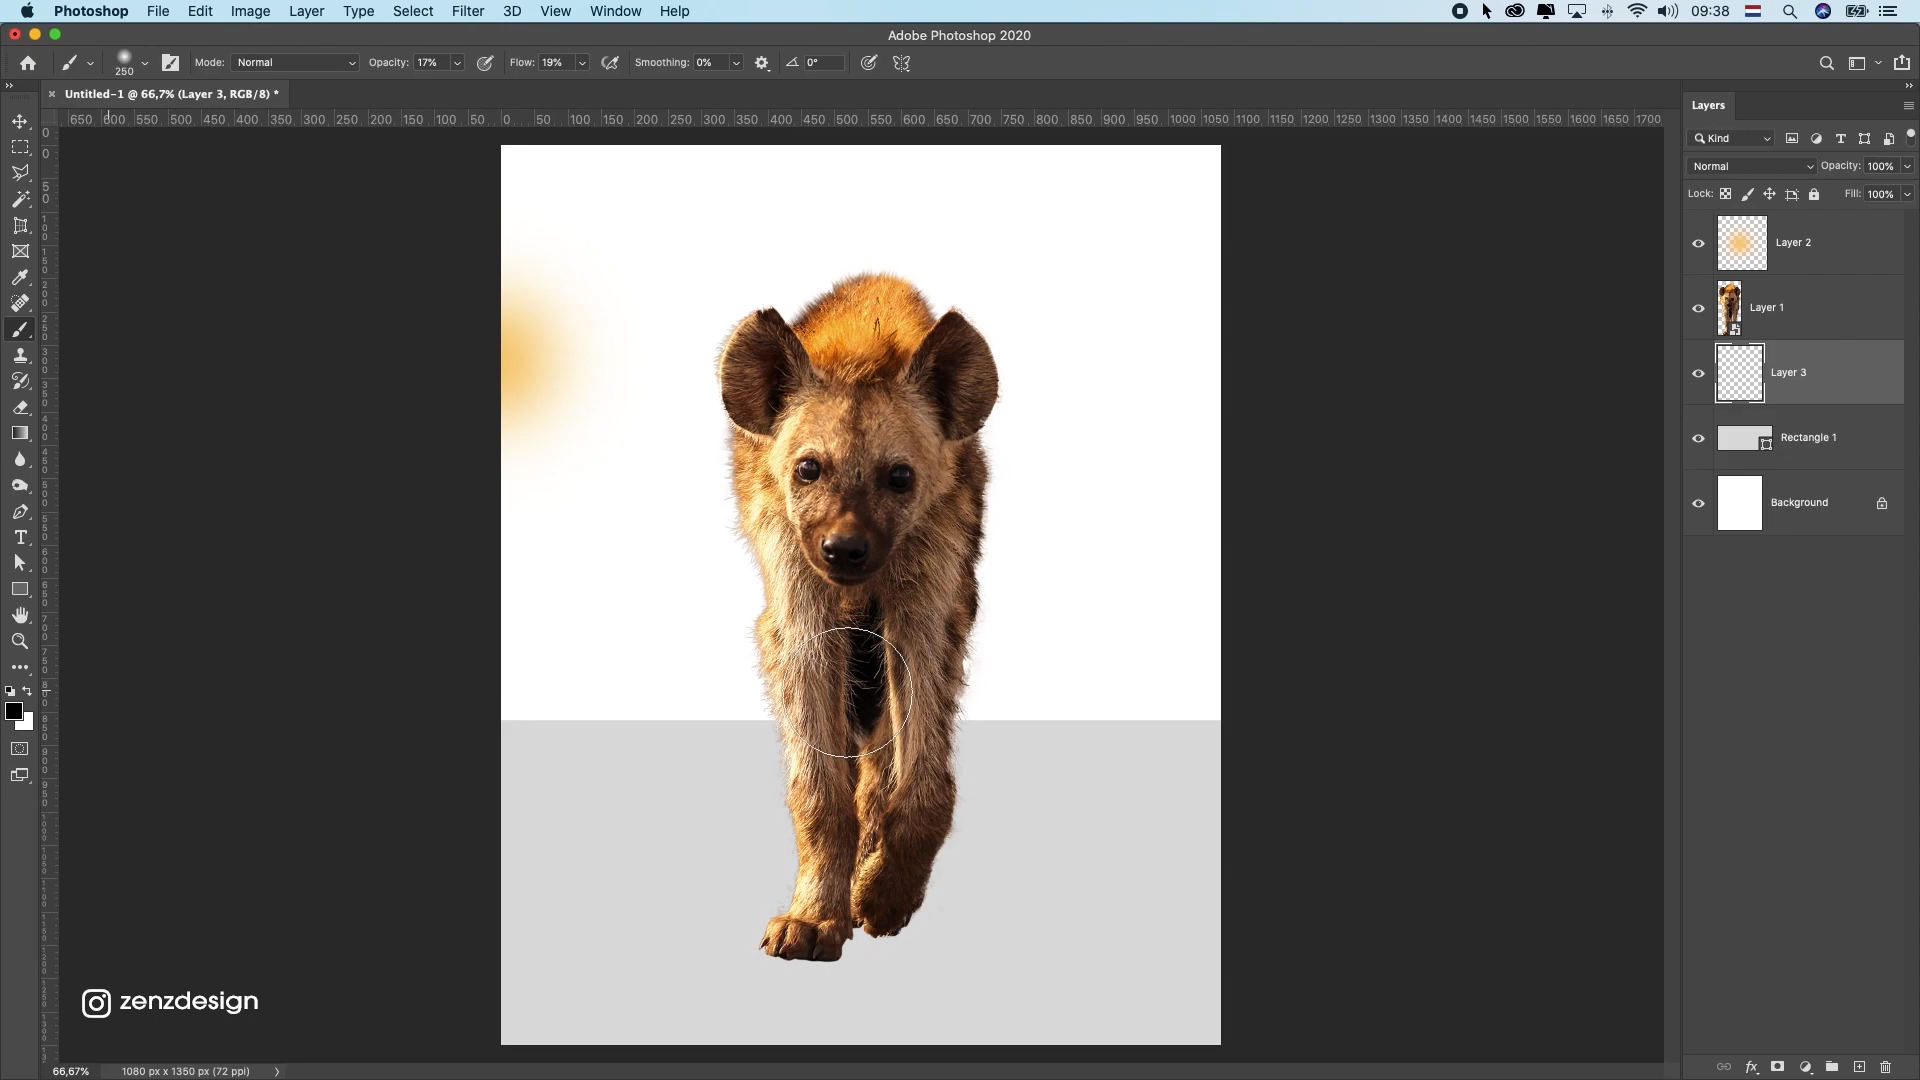 Photoshop File Edit Image Layer Type Select Filter 3D View Window Help 09:38
Adobe Photoshop 2020
250 Mode: Normal Opacity: 17% Flow: 19% Smoothing: 0% 0°
Untitled-1 @ 66,7% (Layer 3, RGB/8) *
650 600 550 500 450 400 350 300 250 200 150 100 50 0 50 100 150 200 250 300 350 400 450 500 550 600 650 700 750 800 850 900 950 1000 1050 1100 1150 1200 1250 1300 1350 1400 1450 1500 1550 1600 1650 1700
Layers
Kind
Normal Opacity: 100%
Lock: Fill: 100%
Layer 2
Layer 1
Layer 3
Rectangle 1
Background
zenzdesign
66,67% 1080 px x 1350 px (72 ppi)